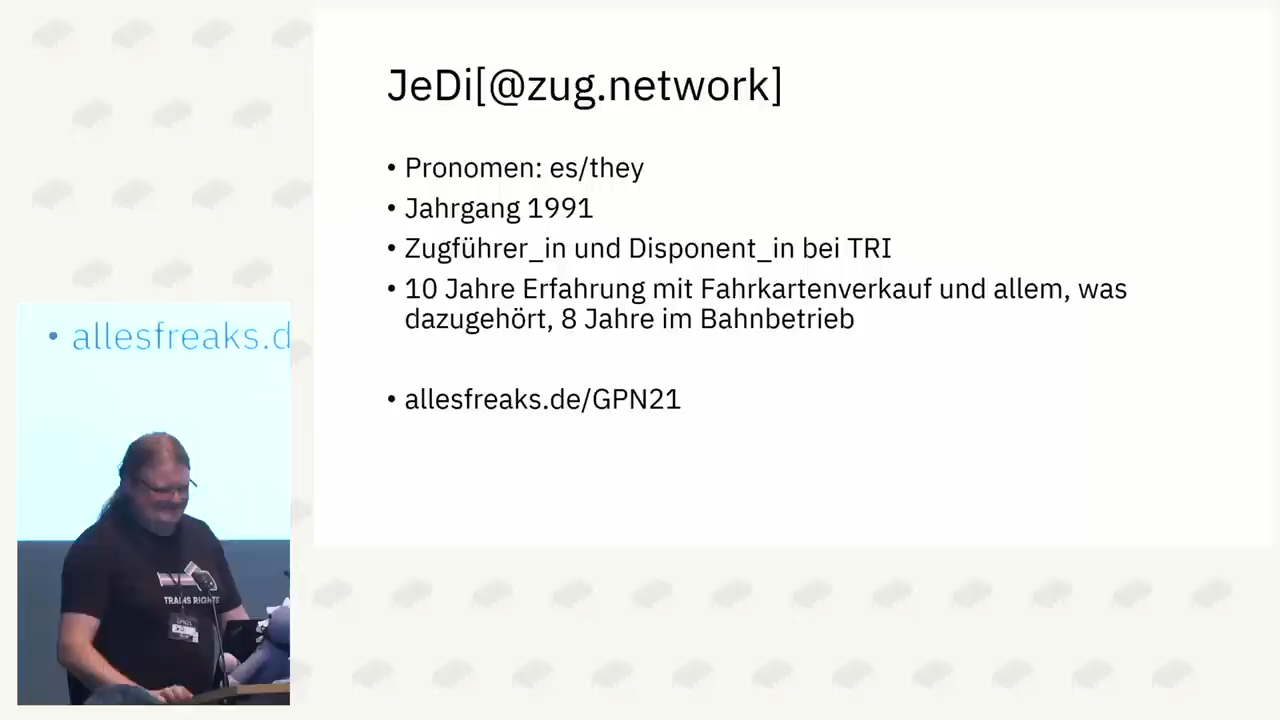 JeDi[@zug.network]
• Pronomen: es/they
• Jahrgang 1991
• Zugführer_in und Disponent_in bei TRI
• 10 Jahre Erfahrung mit Fahrkartenverkauf und allem, was
dazugehört, 8 Jahre im Bahnbetrieb
• allesfreaks.de/GPN21
• allesfreaks.d